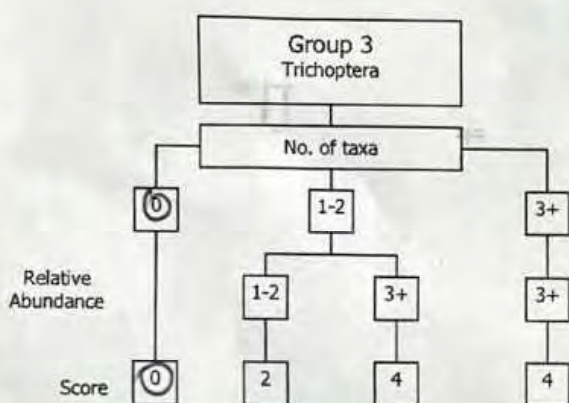 Group 3
Trichoptera
No. of taxa
0 1-2 3+
Relative
Abundance
1-2 3+ 3+
Score 0 2 4 4